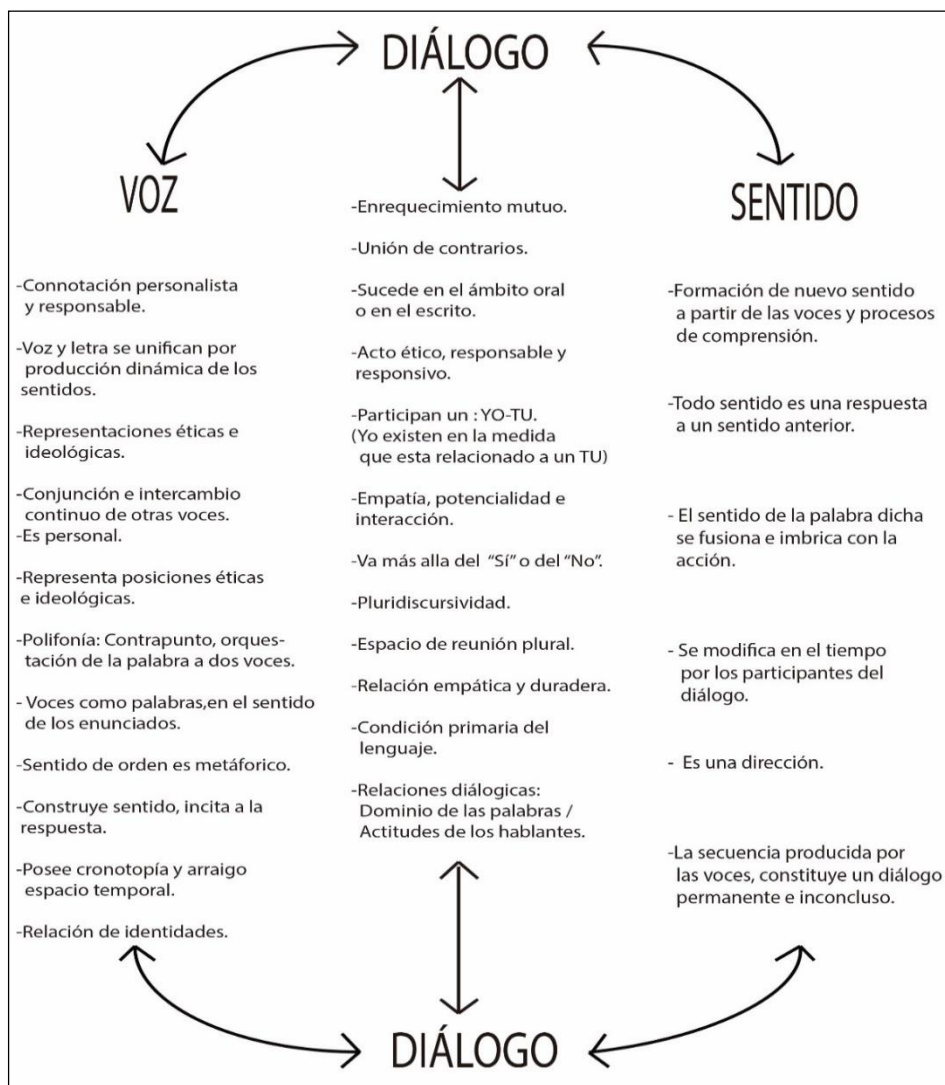 DIÁLOGO
VOZ
-Connotación personalista
y responsable.
-Voz y letra se unifican por
producción dinámica de los
sentidos.
-Representaciones éticas e
ideológicas.
-Conjunción e intercambio
continuo de otras voces.
-Es personal.
-Representa posiciones éticas
e ideológicas.
-Polifonía: Contrapunto, orques-
tación de la palabra a dos voces.
- Voces como palabras,en el sentido
de los enunciados.
-Sentido de orden es metáforico.
-Construye sentido, incita a la
respuesta.
-Posee cronotopía y arraigo
espacio temporal.
-Relación de identidades.
-Enrequecimiento mutuo.
-Unión de contrarios.
-Sucede en el ámbito oral
o en el escrito.
-Acto ético, responsable y
responsivo.
-Participan un : YO-TU.
(Yo existen en la medida
que esta relacionado a un TU)
-Empatía, potencialidad e
interacción.
-Va más alla del "Sí" o del "No".
-Pluridiscursividad.
-Espacio de reunión plural.
-Relación empática y duradera.
-Condición primaria del
lenguaje.
-Relaciones diálogicas:
Dominio de las palabras /
Actitudes de los hablantes.
SENTIDO
-Formación de nuevo sentido
a partir de las voces y procesos
de comprensión.
-Todo sentido es una respuesta
a un sentido anterior.
- El sentido de la palabra dicha
se fusiona e imbrica con la
acción.
- Se modifica en el tiempo
por los participantes del
diálogo.
- Es una dirección.
-La secuencia producida por
las voces, constituye un diálogo
permanente e inconcluso.
DIÁLOGO